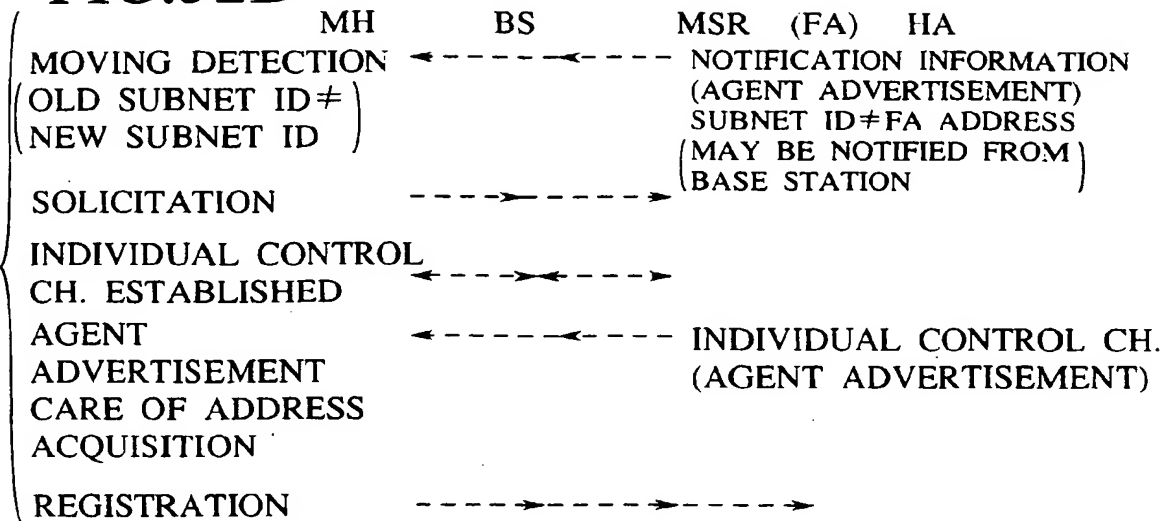 MH BS MSR (FA) HA
MOVING DETECTION NOTIFICATION INFORMATION
(OLD SUBNET ID≠ (AGENT ADVERTISEMENT)
NEW SUBNET ID) SUBNET ID≠FA ADDRESS
(MAY BE NOTIFIED FROM
BASE STATION)
SOLICITATION
INDIVIDUAL CONTROL
CH. ESTABLISHED
AGENT INDIVIDUAL CONTROL CH.
ADVERTISEMENT (AGENT ADVERTISEMENT)
CARE OF ADDRESS
ACQUISITION
REGISTRATION